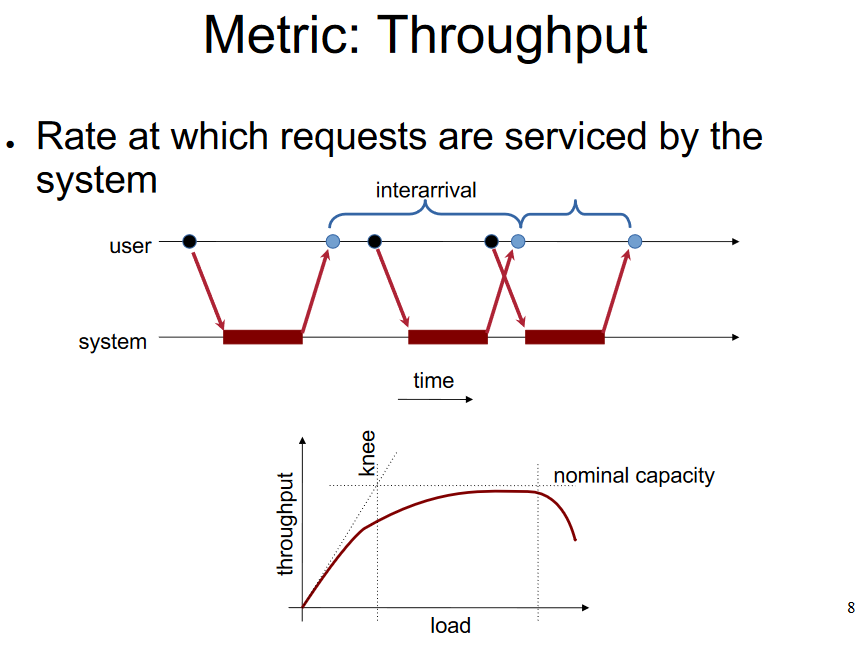 Metric: Throughput
• Rate at which requests are serviced by the
system
interarrival
user
system
time
knee
nominal capacity
throughput
load
8